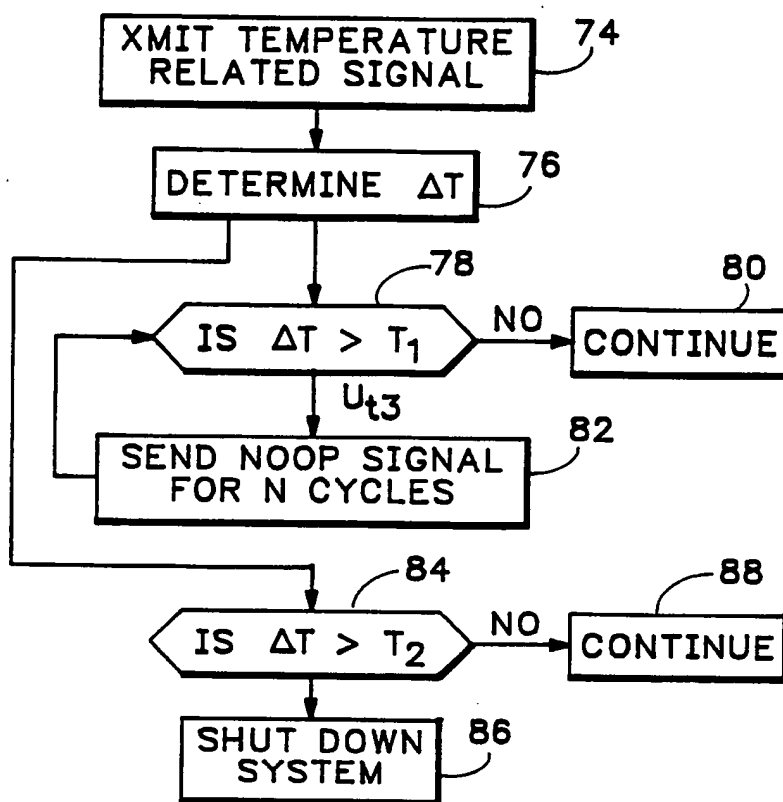 XMIT TEMPERATURE
RELATED SIGNAL
74
DETERMINE ΔT
76
78
IS ΔT > T1
NO
80
CONTINUE
Ut3
SEND NOOP SIGNAL
FOR N CYCLES
82
84
IS ΔT > T2
NO
88
CONTINUE
SHUT DOWN
SYSTEM
86